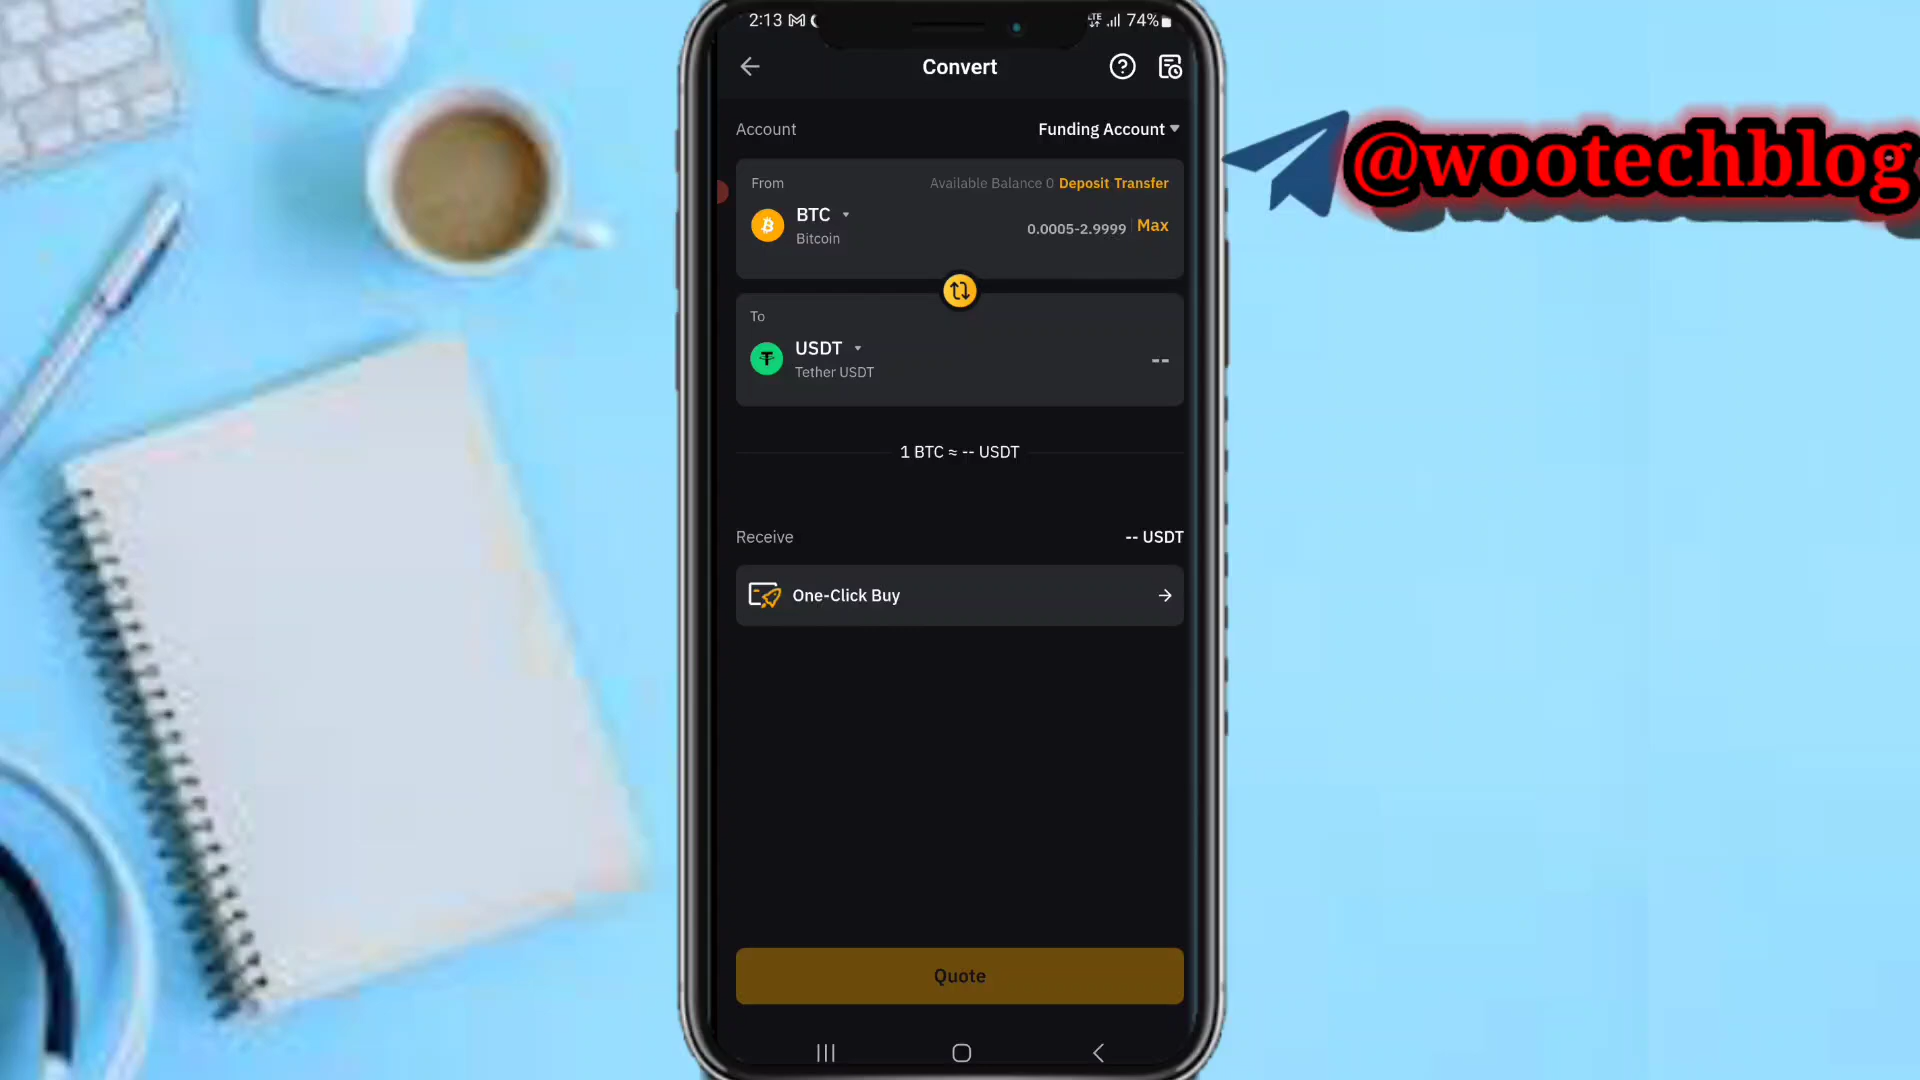 2:13
74%
Convert
Account
Funding Account
From
Available Balance 0 Deposit Transfer
BTC
Bitcoin
0.0005-2.9999 Max
To
USDT
Tether USDT
--
1 BTC ≈ -- USDT
Receive
-- USDT
One-Click Buy
Quote
@wootechblog